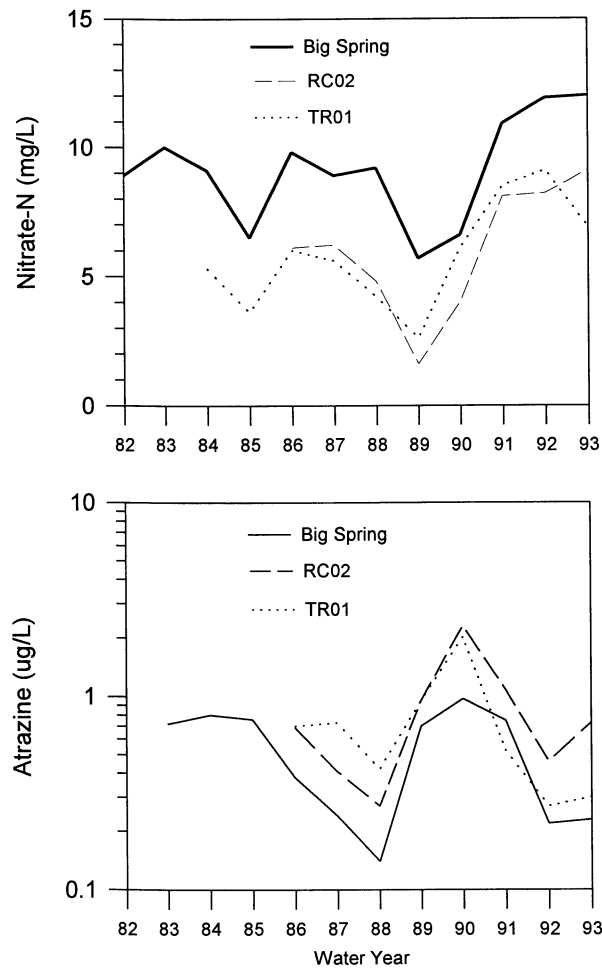 15
Big Spring
RC02
TR01
10
Nitrate-N (mg/L)
5
0
82 83 84 85 86 87 88 89 90 91 92 93
10
Big Spring
RC02
TR01
Atrazine (ug/L)
1
0.1
82 83 84 85 86 87 88 89 90 91 92 93
Water Year